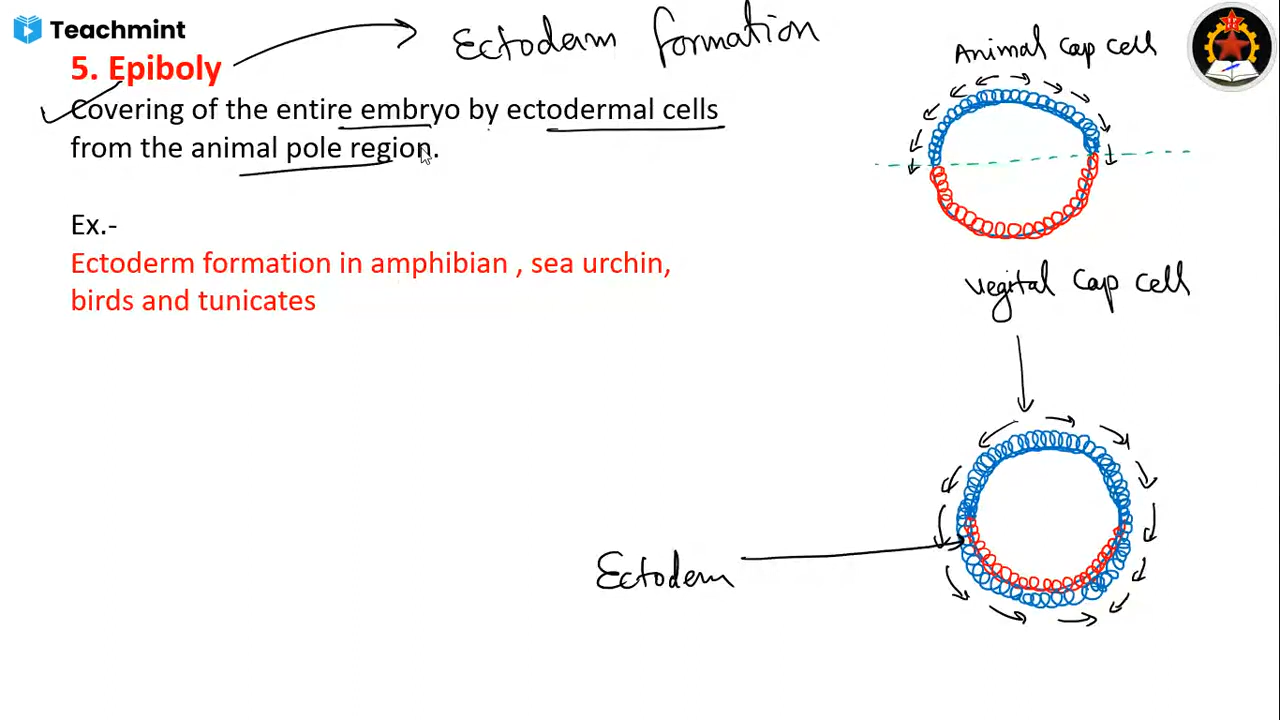 Teachmint
Ectoderm formation
5. Epiboly
Animal Cap cell
Covering of the entire embryo by ectodermal cells
from the animal pole region.
Ex.-
Ectoderm formation in amphibian , sea urchin,
birds and tunicates
Vegital Cap cell
Ectoderm